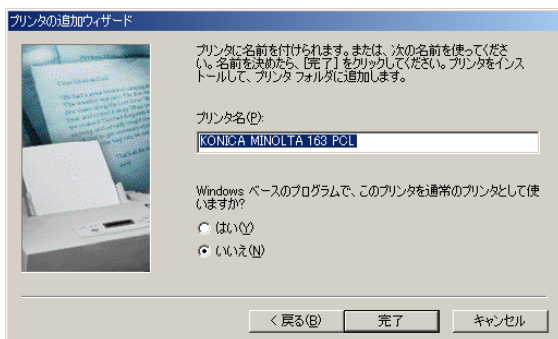 プリンタの追加ウィザード
プリンタに名前を付けられます。または、次の名前を使ってくださ
い。名前を決めたら、[完了] をクリックしてください。プリンタをインス
トールして、プリンタ フォルダに追加します。
プリンタ名(P):
KONICA MINOLTA 163 PCL
Windows ベースのプログラムで、このプリンタを通常のプリンタとして使
いますか?
はい(Y)
いいえ(N)
< 戻る(B)
完了
キャンセル